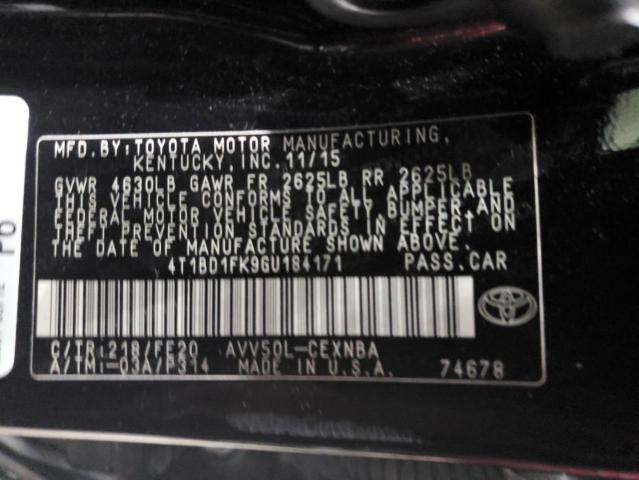 MFD. BY: TOYOTA MOTOR MANUFACTURING,
KENTUCKY, INC. 11/15
GVWR 4630LB GAWR FR 2625LB RR 2625LB
THIS VEHICLE CONFORMS TO ALL APPLICABLE
FEDERAL MOTOR VEHICLE SAFETY, BUMPER AND
THEFT PREVENTION STANDARDS IN EFFECT ON
THE DATE OF MANUFACTURE SHOWN ABOVE.
4T1BD1FK9GU184171 PASS.CAR
C/TR:218/FE20 AVV50L-CEXNBA
A/TM:-03A/P314 MADE IN U.S.A. 74678